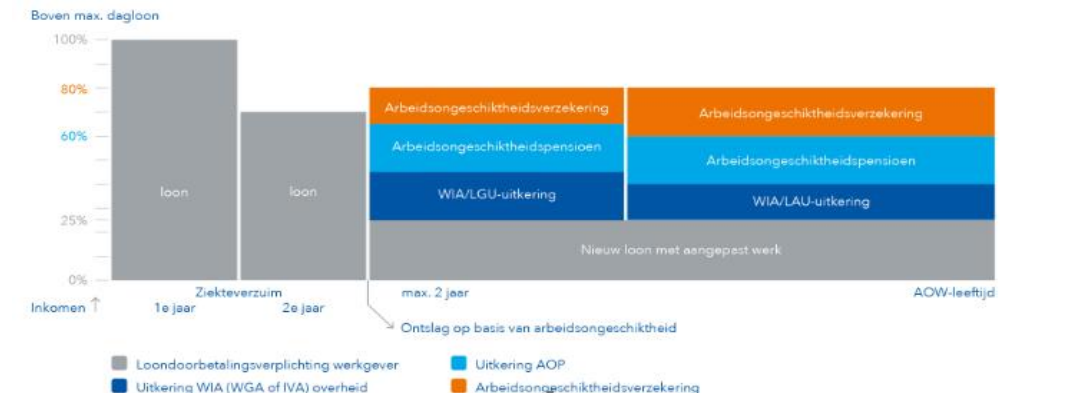 Boven max. dagloon
100%
80%
60%
25%
0%
loon
loon
Arbeidsongeschiktheidsverzekering
Arbeidsongeschiktheidspensioen
WIA/LGU-uitkering
Arbeidsongeschiktheidsverzekering
Arbeidsongeschiktheidspensioen
WIA/LAU-uitkering
Nieuw loon met aangepast werk
Ziekteverzuim
max. 2 jaar
AOW-leeftijd
Inkomen
1e jaar
2e jaar
Ontslag op basis van arbeidsongeschiktheid
Loondoorbetalingsverplichting werkgever
Uitkering AOP
Uitkering WIA (WGA of IVA) overheid
Arbeidsongeschiktheidsverzekering